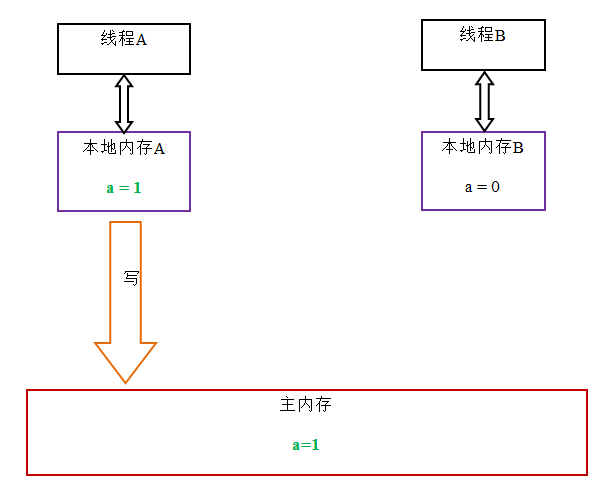 线程A
线程B
本地内存A
a = 1
本地内存B
a = 0
写
主内存
a=1